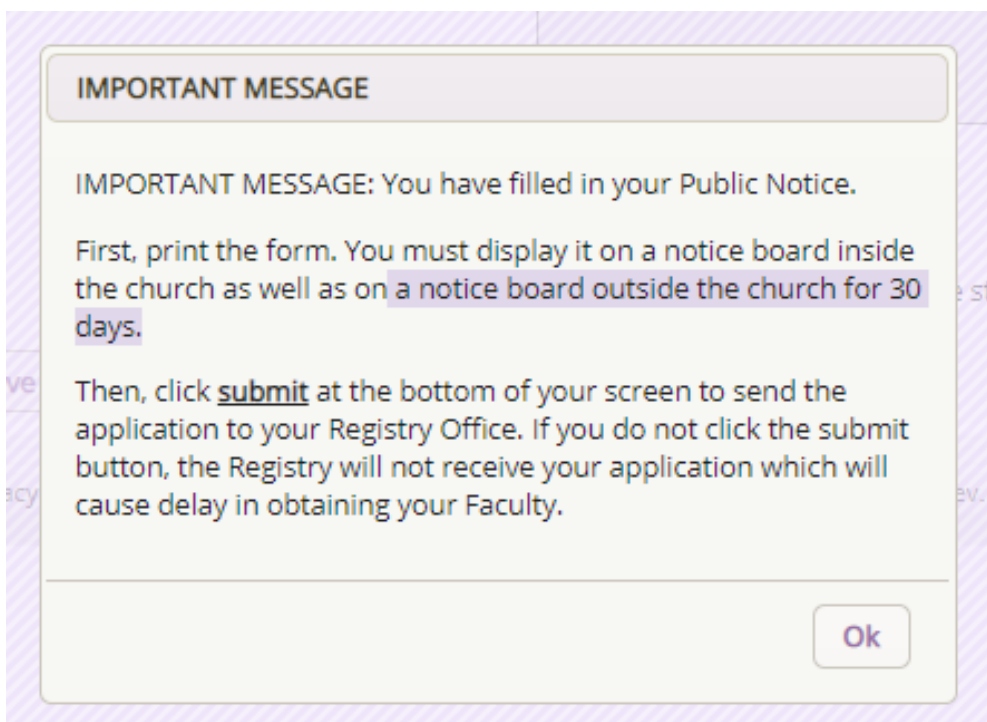 IMPORTANT MESSAGE
IMPORTANT MESSAGE: You have filled in your Public Notice.
First, print the form. You must display it on a notice board inside
the church as well as on a notice board outside the church for 30
days.
Then, click submit at the bottom of your screen to send the
application to your Registry Office. If you do not click the submit
button, the Registry will not receive your application which will
cause delay in obtaining your Faculty.
Ok